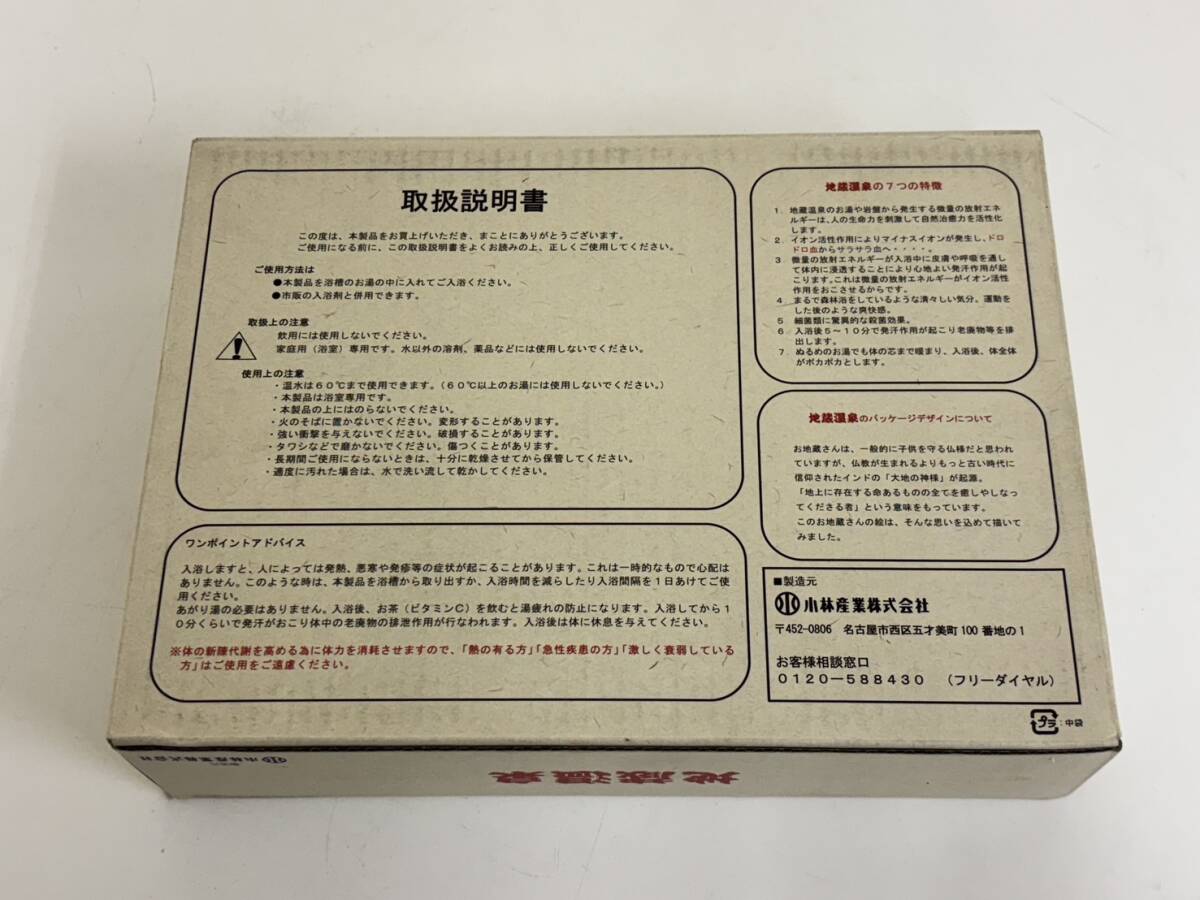 取扱説明書
この度は、本製品をお買上げいただき、まことにありがとうございます。
ご使用になる前に、この取扱説明書をよくお読みの上、正しくご使用してください。
ご使用方法は
●本製品を浴槽のお湯の中に入れてご入浴ください。
●市販の入浴剤と併用できます。
取扱上の注意
飲用には使用しないでください。
家庭用（浴室）専用です。水以外の溶剤、薬品などには使用しないでください。
使用上の注意
・温水は６０℃まで使用できます。（６０℃以上のお湯には使用しないでください。）
・本製品は浴室専用です。
・本製品の上にはのらないでください。
・火のそばに置かないでください。変形することがあります。
・強い衝撃を与えないでください。破損することがあります。
・タワシなどで磨かないでください。傷つくことがあります。
・長期間ご使用にならないときは、十分に乾燥させてから保管してください。
・適度に汚れた場合は、水で洗い流して乾かしてください。
ワンポイントアドバイス
入浴しますと、人によっては発熱、悪寒や発疹等の症状が起こることがあります。これは一時的なもので心配は
ありません。このような時は、本製品を浴槽から取り出すか、入浴時間を減らしたり入浴間隔を１日あけてご使
用ください。
あがり湯の必要はありません。入浴後、お茶（ビタミンＣ）を飲むと湯疲れの防止になります。入浴してから１
０分くらいで発汗がおこり体中の老廃物の排泄作用が行なわれます。入浴後は体に休息を与えてください。
※体の新陳代謝を高める為に体力を消耗させますので、「熱の有る方」「急性疾患の方」「激しく衰弱している
方」はご使用をご遠慮ください。
地蔵温泉の７つの特徴
1．地蔵温泉のお湯や岩盤から発生する微量の放射エネ
ルギーは、人の生命力を刺激して自然治癒力を活性化
します。
2．イオン活性作用によりマイナスイオンが発生し、ドロ
ドロ血からサラサラ血へ・・・・。
3 微量の放射エネルギーが入浴中に皮膚や呼吸を通し
て体内に浸透することにより心地よい発汗作用が起
こります。これは微量の放射エネルギーがイオン活性
作用をおこさせるからです。
4 まるで森林浴をしているような清々しい気分。運動を
した後のような爽快感。
5 細菌類に驚異的な殺菌効果。
6 入浴後５～１０分で発汗作用が起こり老廃物等を排
出します。
7 ぬるめのお湯でも体の芯まで暖まり、入浴後、体全体
がポカポカとします。
地蔵温泉のパッケージデザインについて
お地蔵さんは、一般的に子供を守る仏様だと思われ
ていますが、仏教が生まれるよりもっと古い時代に
信仰されたインドの「大地の神様」が起源。
「地上に存在する命あるものの全てを癒しやしなっ
てくださる者」という意味をもっています。
このお地蔵さんの絵は、そんな思いを込めて描いて
みました。
■製造元
小林産業株式会社
〒452-0806 名古屋市西区五才美町100番地の1
お客様相談窓口
０１２０ー５８８４３０ （フリーダイヤル）
プラ：中袋
地蔵温泉
小林産業株式会社